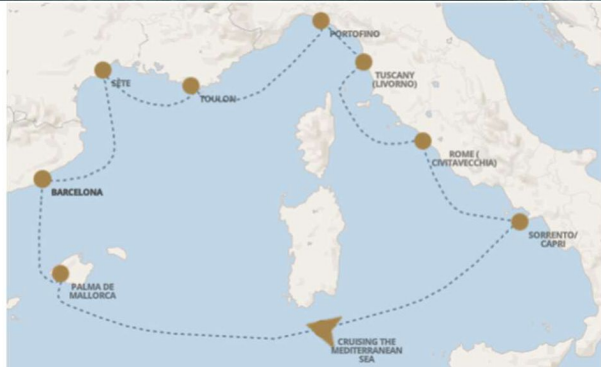 PORTOFINO
SÈTE
TUSCANY
(LIVORNO)
TOULON
ROME (
CIVITAVECCHIA)
BARCELONA
SORRENTO/
CAPRI
PALMA DE
MALLORCA
CRUISING THE
MEDITERRANEAN
SEA